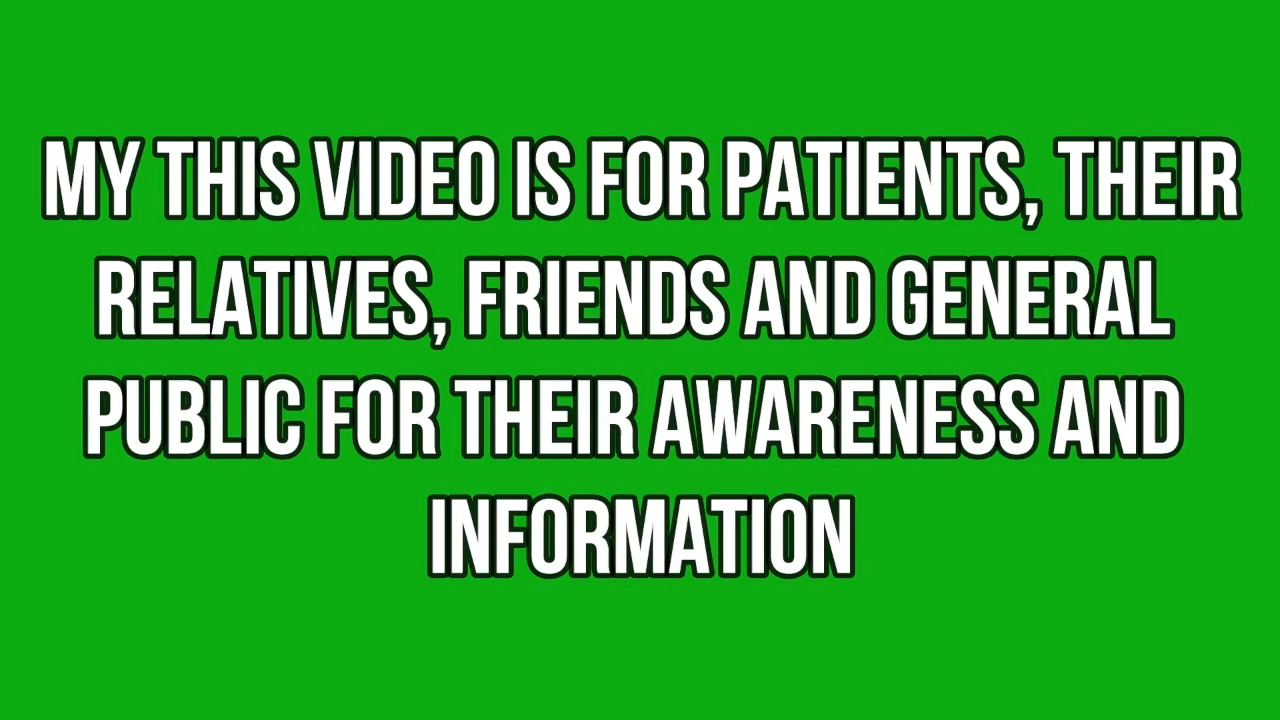 MY THIS VIDEO IS FOR PATIENTS, THEIR
RELATIVES, FRIENDS AND GENERAL
PUBLIC FOR THEIR AWARENESS AND
INFORMATION